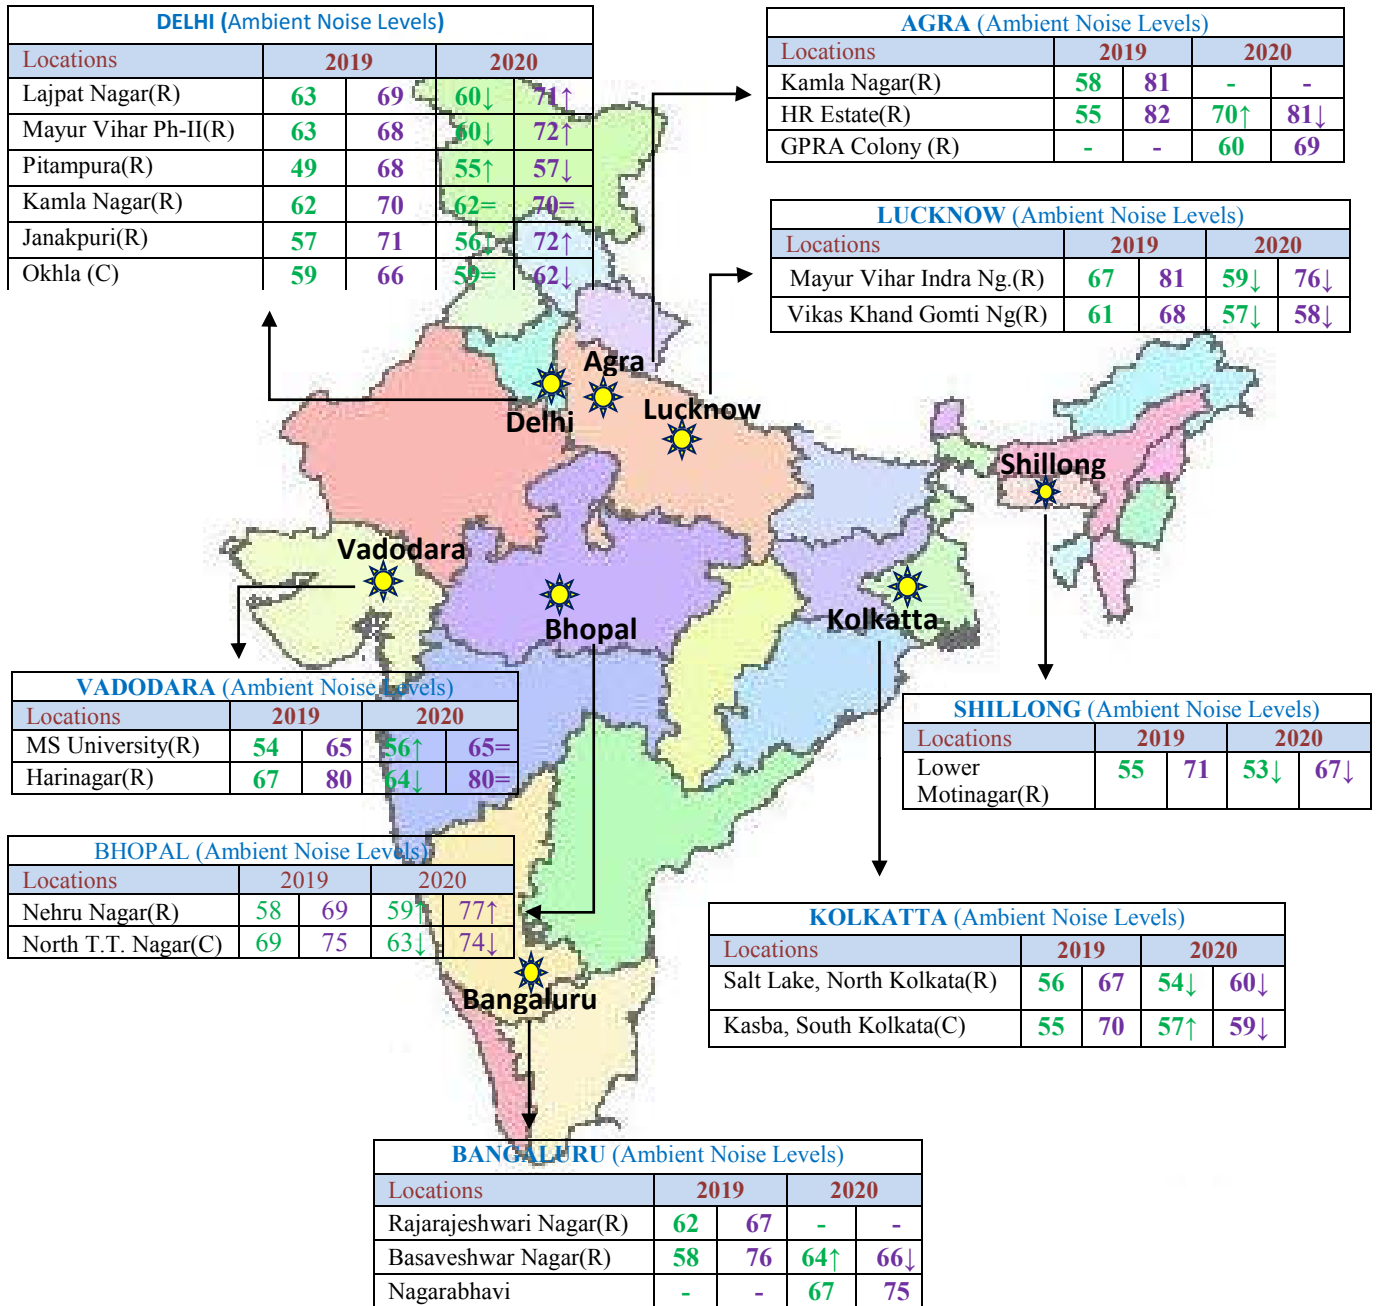 DELHI (Ambient Noise Levels)
Locations 2019 2020
Lajpat Nagar(R) 63 69 60↓ 71↑
Mayur Vihar Ph-II(R) 63 68 60↓ 72↑
Pitampura(R) 49 68 55↑ 57↓
Kamla Nagar(R) 62 70 62= 70=
Janakpuri(R) 57 71 56↓ 72↑
Okhla (C) 59 66 59= 62↓
AGRA (Ambient Noise Levels)
Locations 2019 2020
Kamla Nagar(R) 58 81 - -
HR Estate(R) 55 82 70↑ 81↓
GPRA Colony (R) - - 60 69
LUCKNOW (Ambient Noise Levels)
Locations 2019 2020
Mayur Vihar Indra Ng.(R) 67 81 59↓ 76↓
Vikas Khand Gomti Ng(R) 61 68 57↓ 58↓
Agra
Delhi
Lucknow
Shillong
Vadodara
Bhopal
Kolkatta
VADODARA (Ambient Noise Levels)
Locations 2019 2020
MS University(R) 54 65 56↑ 65=
Harinagar(R) 67 80 64↓ 80=
SHILLONG (Ambient Noise Levels)
Locations 2019 2020
Lower 55 71 53↓ 67↓
Motinagar(R)
BHOPAL (Ambient Noise Levels)
Locations 2019 2020
Nehru Nagar(R) 58 69 59↑ 77↑
North T.T. Nagar(C) 69 75 63↓ 74↓
Bangaluru
KOLKATTA (Ambient Noise Levels)
Locations 2019 2020
Salt Lake, North Kolkata(R) 56 67 54↓ 60↓
Kasba, South Kolkata(C) 55 70 57↑ 59↓
BANGALURU (Ambient Noise Levels)
Locations 2019 2020
Rajarajeshwari Nagar(R) 62 67 - -
Basaveshwar Nagar(R) 58 76 64↑ 66↓
Nagarabhavi - - 67 75